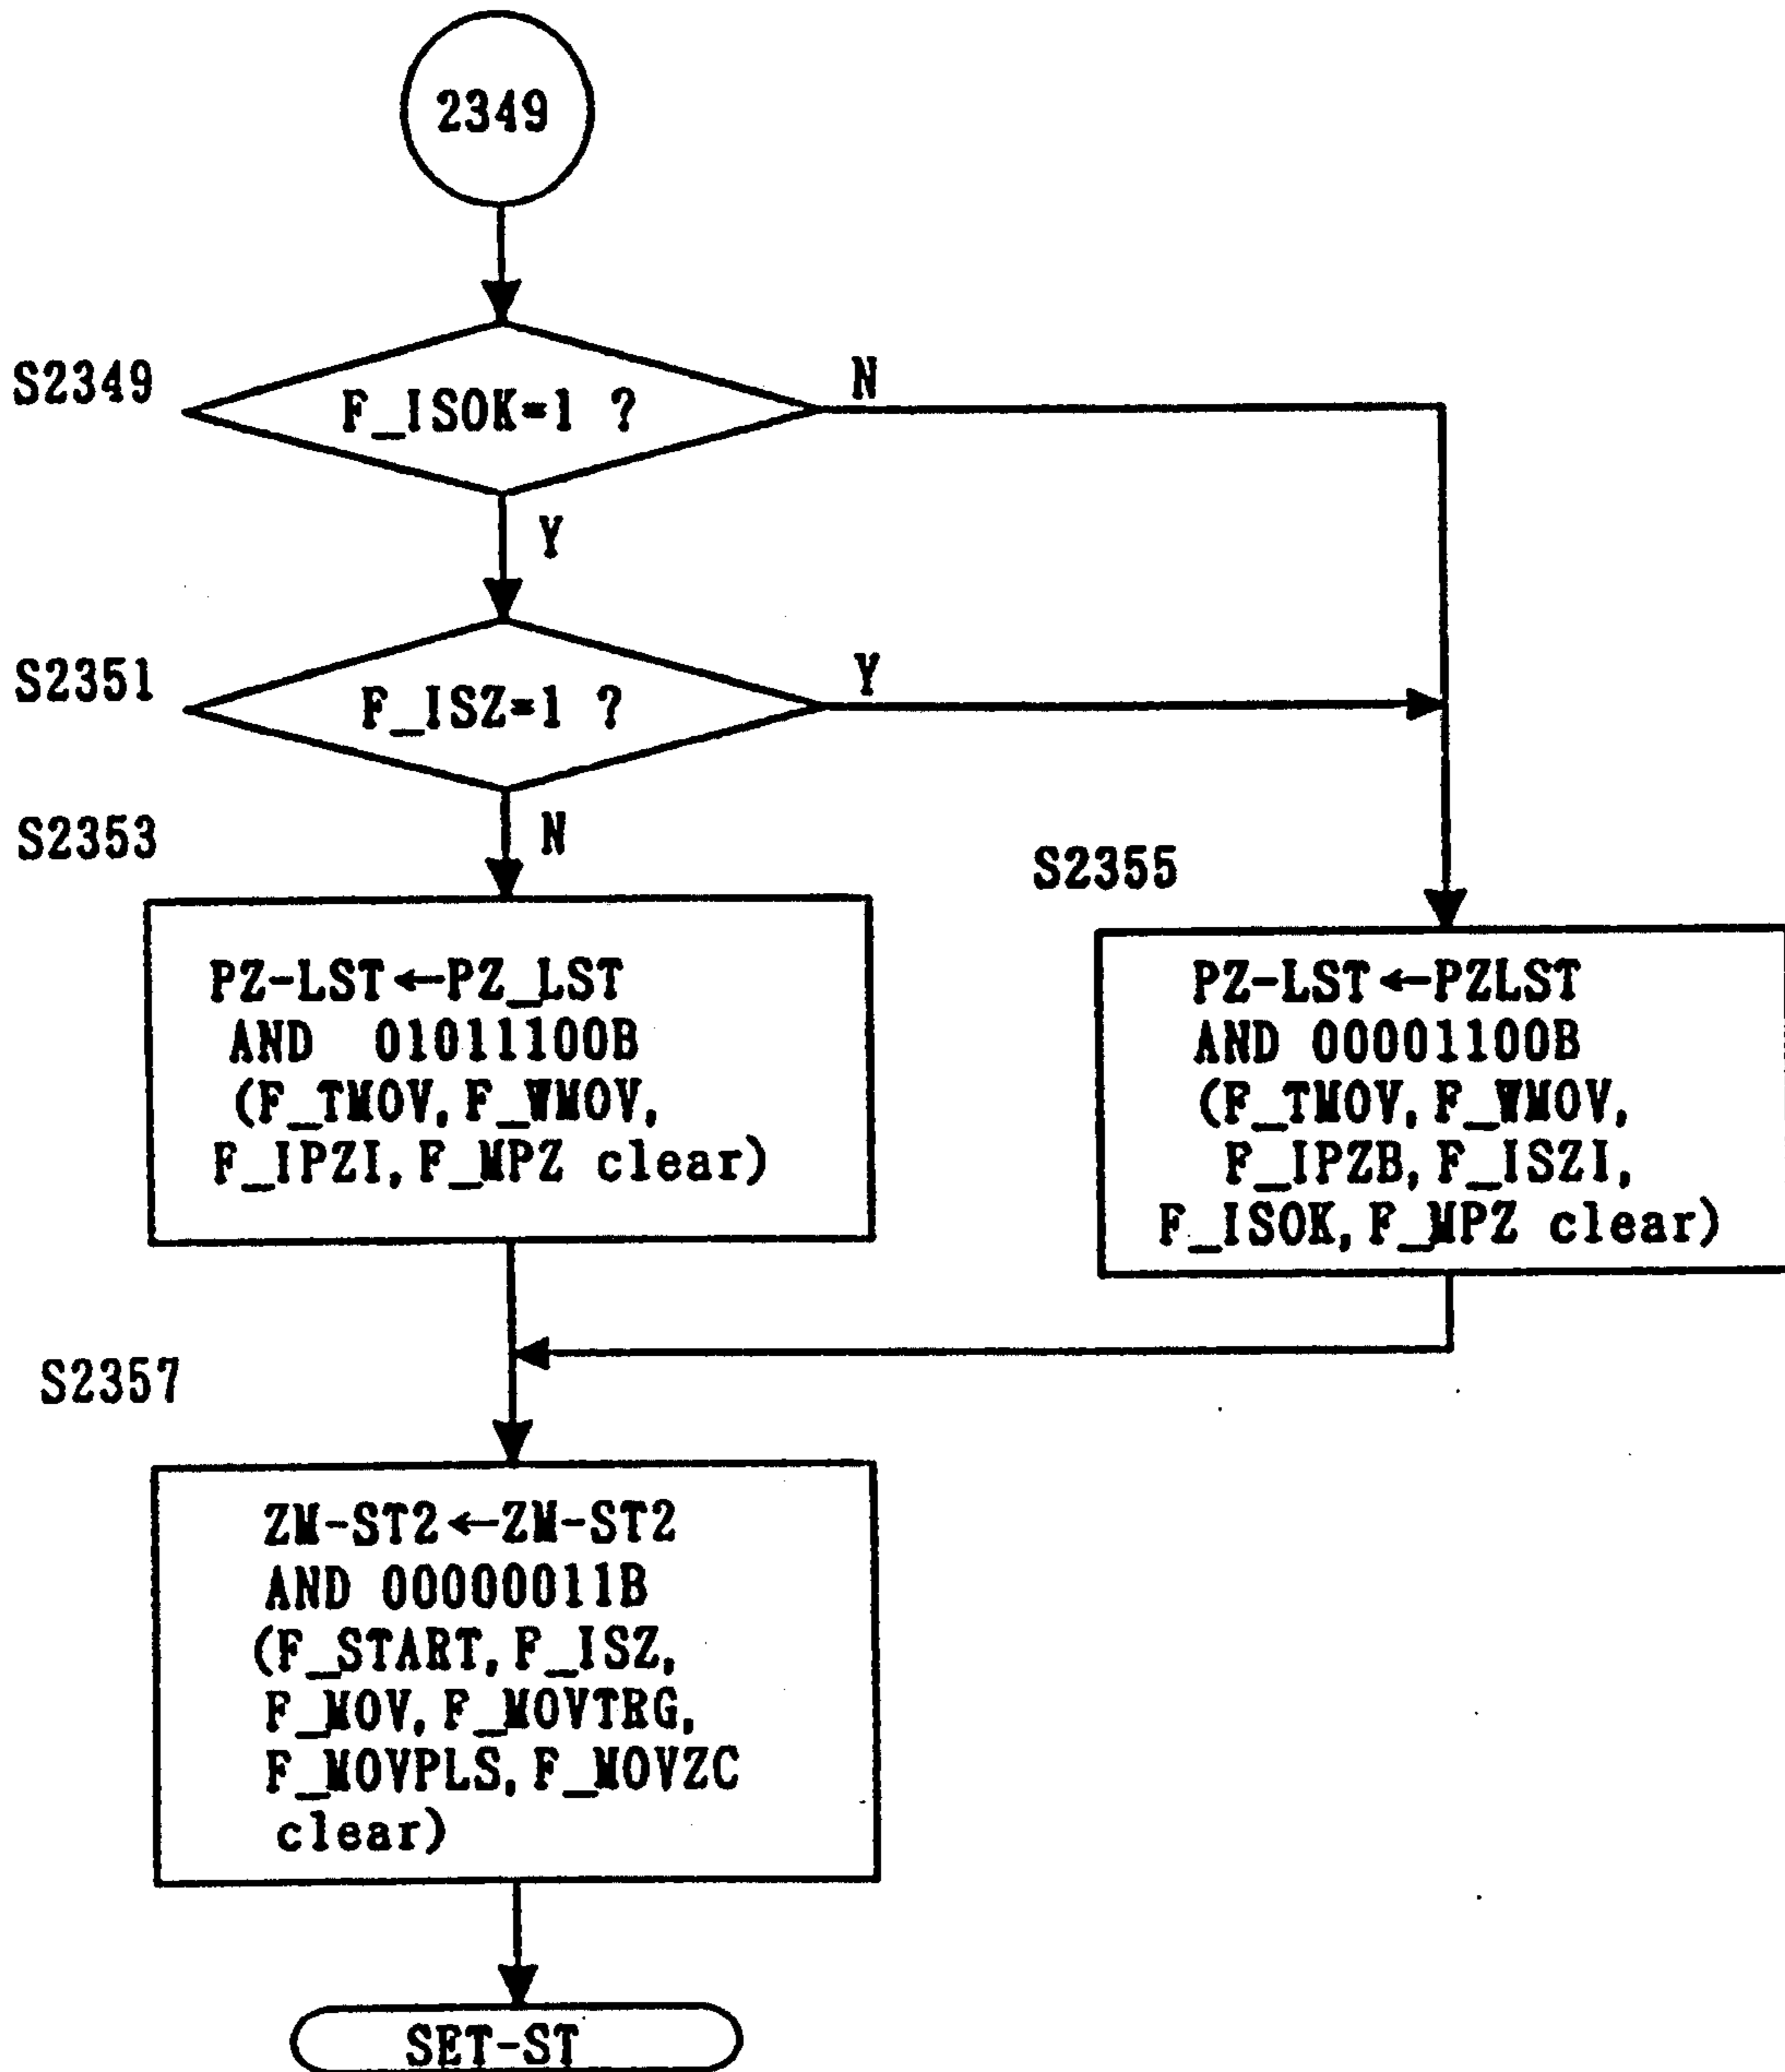 2349
S2349
F_ISOK=1 ?
N
Y
S2351
F_ISZ=1 ?
Y
S2353
N
PZ-LST←PZ_LST
AND 01011100B
(F_TMOV, F_WMOV,
F_IPZI, F_MPZ clear)
S2355
PZ-LST←PZLST
AND 00001100B
(F_TMOV, F_WMOV,
F_IPZB, F_ISZI,
F_ISOK, F_MPZ clear)
S2357
ZM-ST2←ZM-ST2
AND 00000011B
(F_START, F_ISZ,
F_MOV, F_MOVTRG,
F_MOVPLS, F_MOVZC
clear)
SET-ST